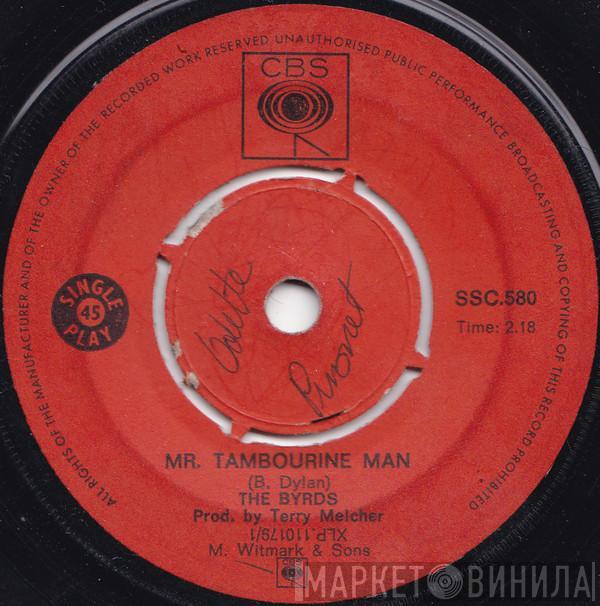 ALL RIGHTS OF THE MANUFACTURER AND OF THE OWNER OF THE RECORDED WORK RESERVED UNAUTHORISED PUBLIC PERFORMANCE BROADCASTING AND COPYING OF THIS RECORD PROHIBITED
CBS
SINGLE
45
PLAY
SSC.580
Time: 2.18
Colette
MR. TAMBOURINE MAN
(B. Dylan)
THE BYRDS
Prod. by Terry Melcher
XLP.110179/1
M. Witmark & Sons
CBS
МАРКЕТ ВИНИЛА